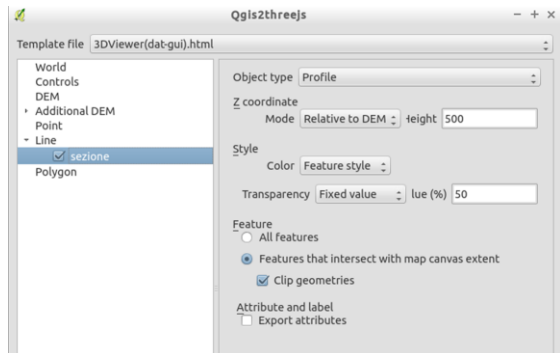 Qgis2threejs
Template file 3DViewer(dat-gui).html
World
Controls
DEM
Additional DEM
Point
Line
sezione
Polygon
Object type Profile
Z coordinate
Mode Relative to DEM Height 500
Style
Color Feature style
Transparency Fixed value lue (%) 50
Feature
All features
Features that intersect with map canvas extent
Clip geometries
Attribute and label
Export attributes